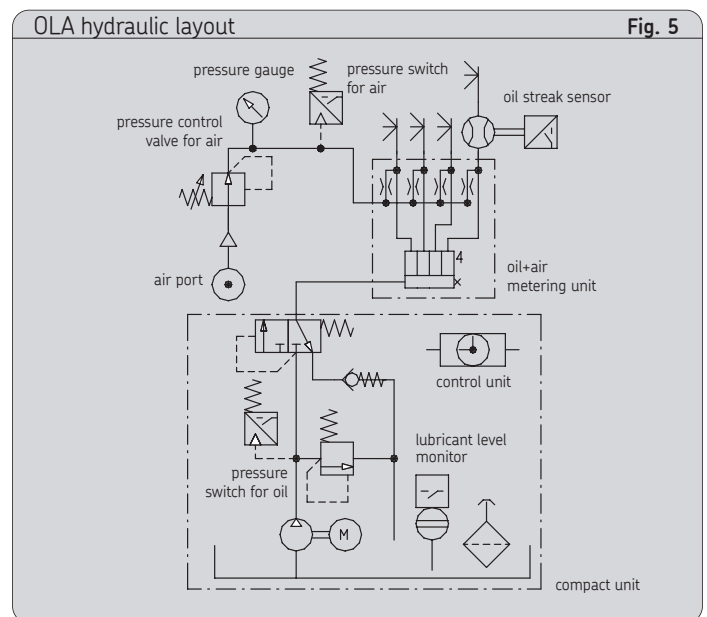 OLA hydraulic layout
Fig. 5
pressure gauge
pressure switch
for air
oil streak sensor
pressure control
valve for air
air port
4
oil+air
metering unit
control unit
lubricant level
monitor
pressure
switch for oil
M
compact unit